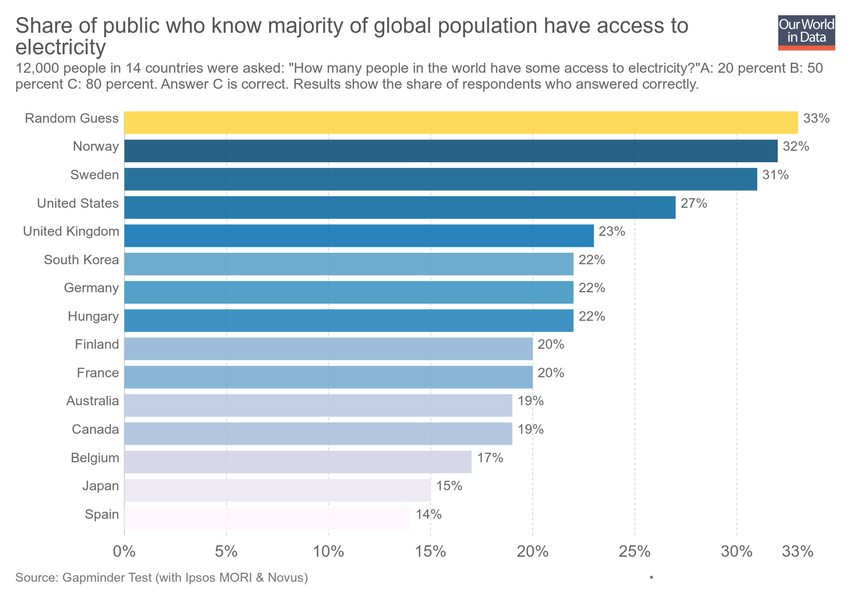 Share of public who know majority of global population have access to
electricity
Our World
in Data
12,000 people in 14 countries were asked: "How many people in the world have some access to electricity?"A: 20 percent B: 50
percent C: 80 percent. Answer C is correct. Results show the share of respondents who answered correctly.
Random Guess 33%
Norway 32%
Sweden 31%
United States 27%
United Kingdom 23%
South Korea 22%
Germany 22%
Hungary 22%
Finland 20%
France 20%
Australia 19%
Canada 19%
Belgium 17%
Japan 15%
Spain 14%
0% 5% 10% 15% 20% 25% 30% 33%
Source: Gapminder Test (with Ipsos MORI & Novus) •